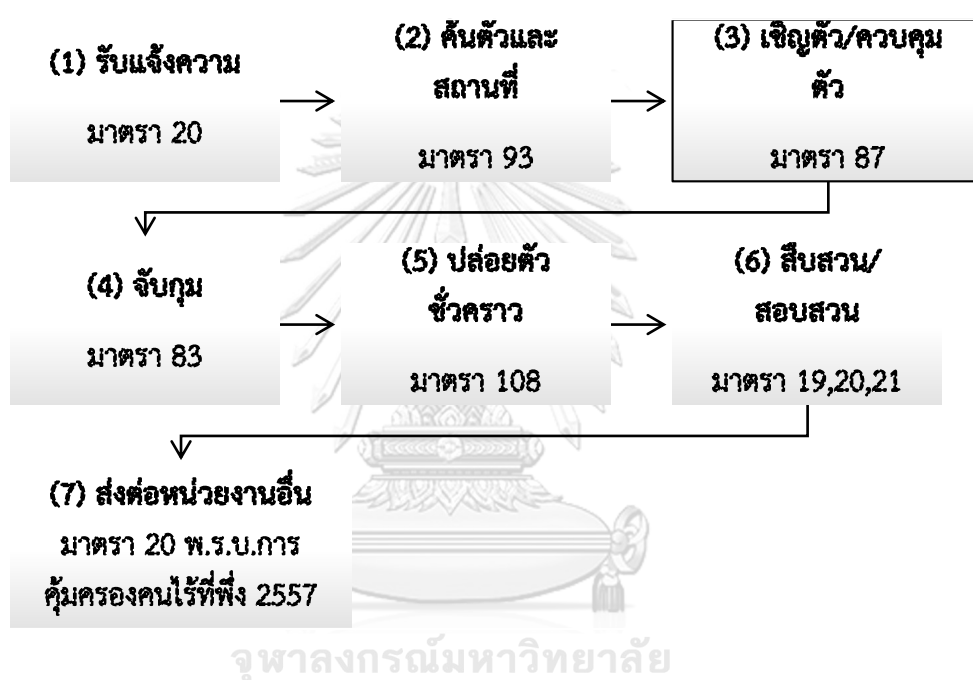 (1) รับแจ้งความ
มาตรา 20
(2) ค้นตัวและ
สถานที่
มาตรา 93
(3) เชิญตัว/ควบคุม
ตัว
มาตรา 87
(4) จับกุม
มาตรา 83
(5) ปล่อยตัว
ชั่วคราว
มาตรา 108
(6) สืบสวน/
สอบสวน
มาตรา 19,20,21
(7) ส่งต่อหน่วยงานอื่น
มาตรา 20 พ.ร.บ.การ
คุ้มครองคนไร้ที่พึ่ง 2557
จุฬาลงกรณ์มหาวิทยาลัย